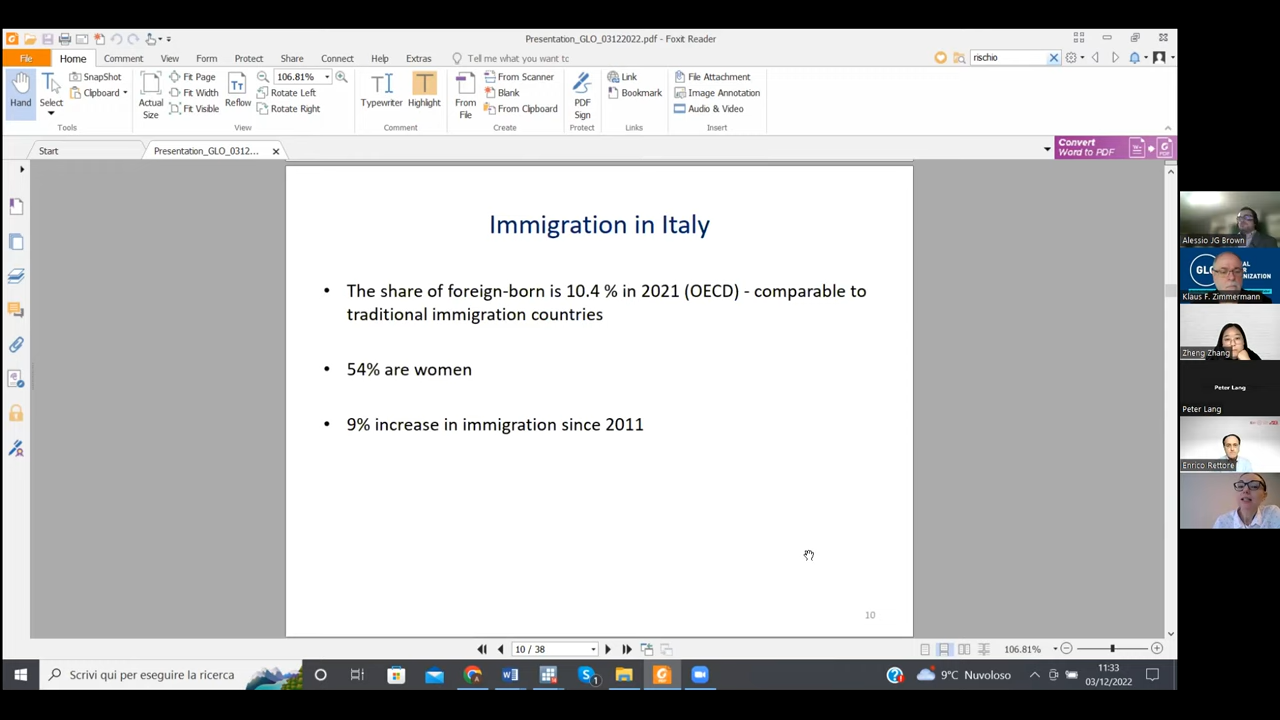 Presentation_GLO_03122022.pdf - Foxit Reader
File
Home
Comment
View
Form
Protect
Share
Connect
Help
Extras
Tell me what you want to...
rischio
Hand
Select
SnapShot
Clipboard
Actual Size
Fit Page
Fit Width
Fit Visible
Reflow
106.81%
Rotate Left
Rotate Right
Typewriter
Highlight
From File
From Scanner
Blank
From Clipboard
PDF Sign
Link
Bookmark
File Attachment
Image Annotation
Audio & Video
Tools
View
Comment
Create
Protect
Links
Insert
Start
Presentation_GLO_0312...
Convert
Word to PDF
Immigration in Italy
• The share of foreign-born is 10.4 % in 2021 (OECD) - comparable to
traditional immigration countries
• 54% are women
• 9% increase in immigration since 2011
10
Alessio JG Brown
Klaus F. Zimmermann
Zheng Zhang
Peter Lang
Peter Lang
Enrico Rettore
10 / 38
106.81%
Scrivi qui per eseguire la ricerca
9°C Nuvoloso
11:33
03/12/2022